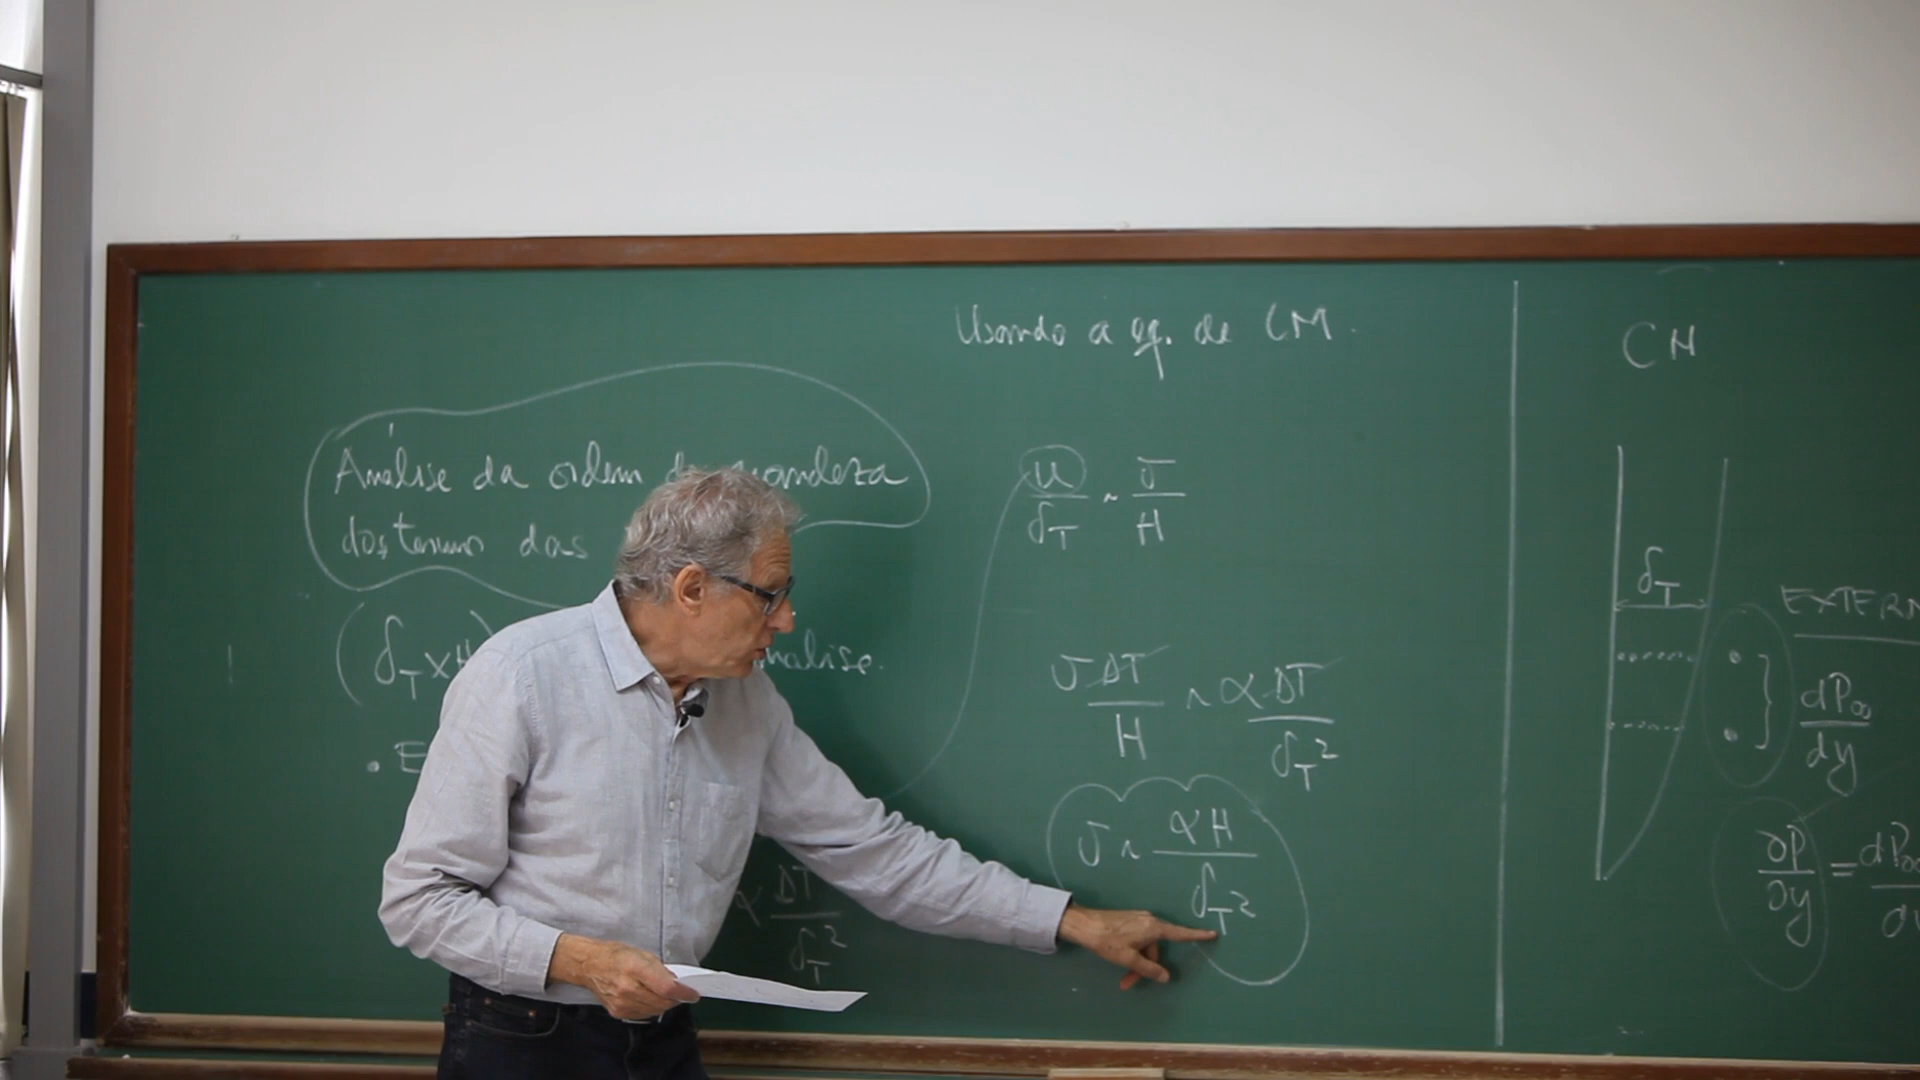 Análise da ordem de grandeza
dos termos das
(δ_T x H) análise.
Usando a eq. de CM.
u/δ_T ~ v/H
v ΔT/H ~ α ΔT/δ_T²
v ~ αH/δ_T²
α ΔT/δ_T²
CM
δ_T
EXTERN
dP∞/dy
∂P/∂y = dP∞